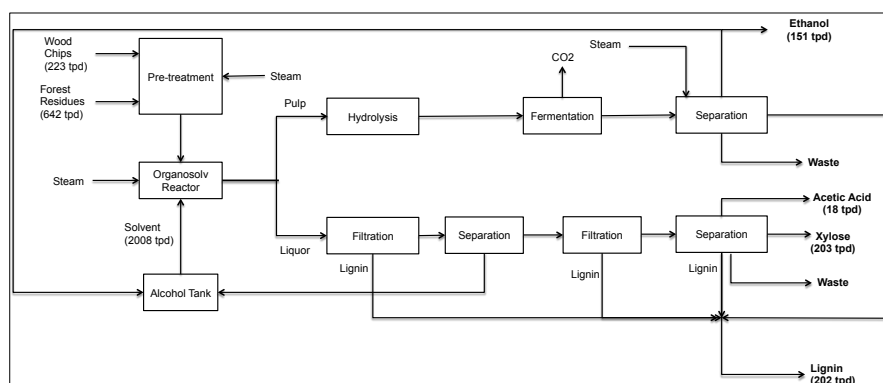 Ethanol
(151 tpd)
Wood
Chips
(223 tpd)
Steam
CO2
Pre-treatment
Steam
Forest
Residues
(642 tpd)
Pulp
Hydrolysis
Fermentation
Separation
Waste
Steam
Organosolv
Reactor
Acetic Acid
(18 tpd)
Solvent
(2008 tpd)
Filtration
Separation
Filtration
Separation
Xylose
(203 tpd)
Liquor
Lignin
Lignin
Lignin
Waste
Alcohol Tank
Lignin
(202 tpd)